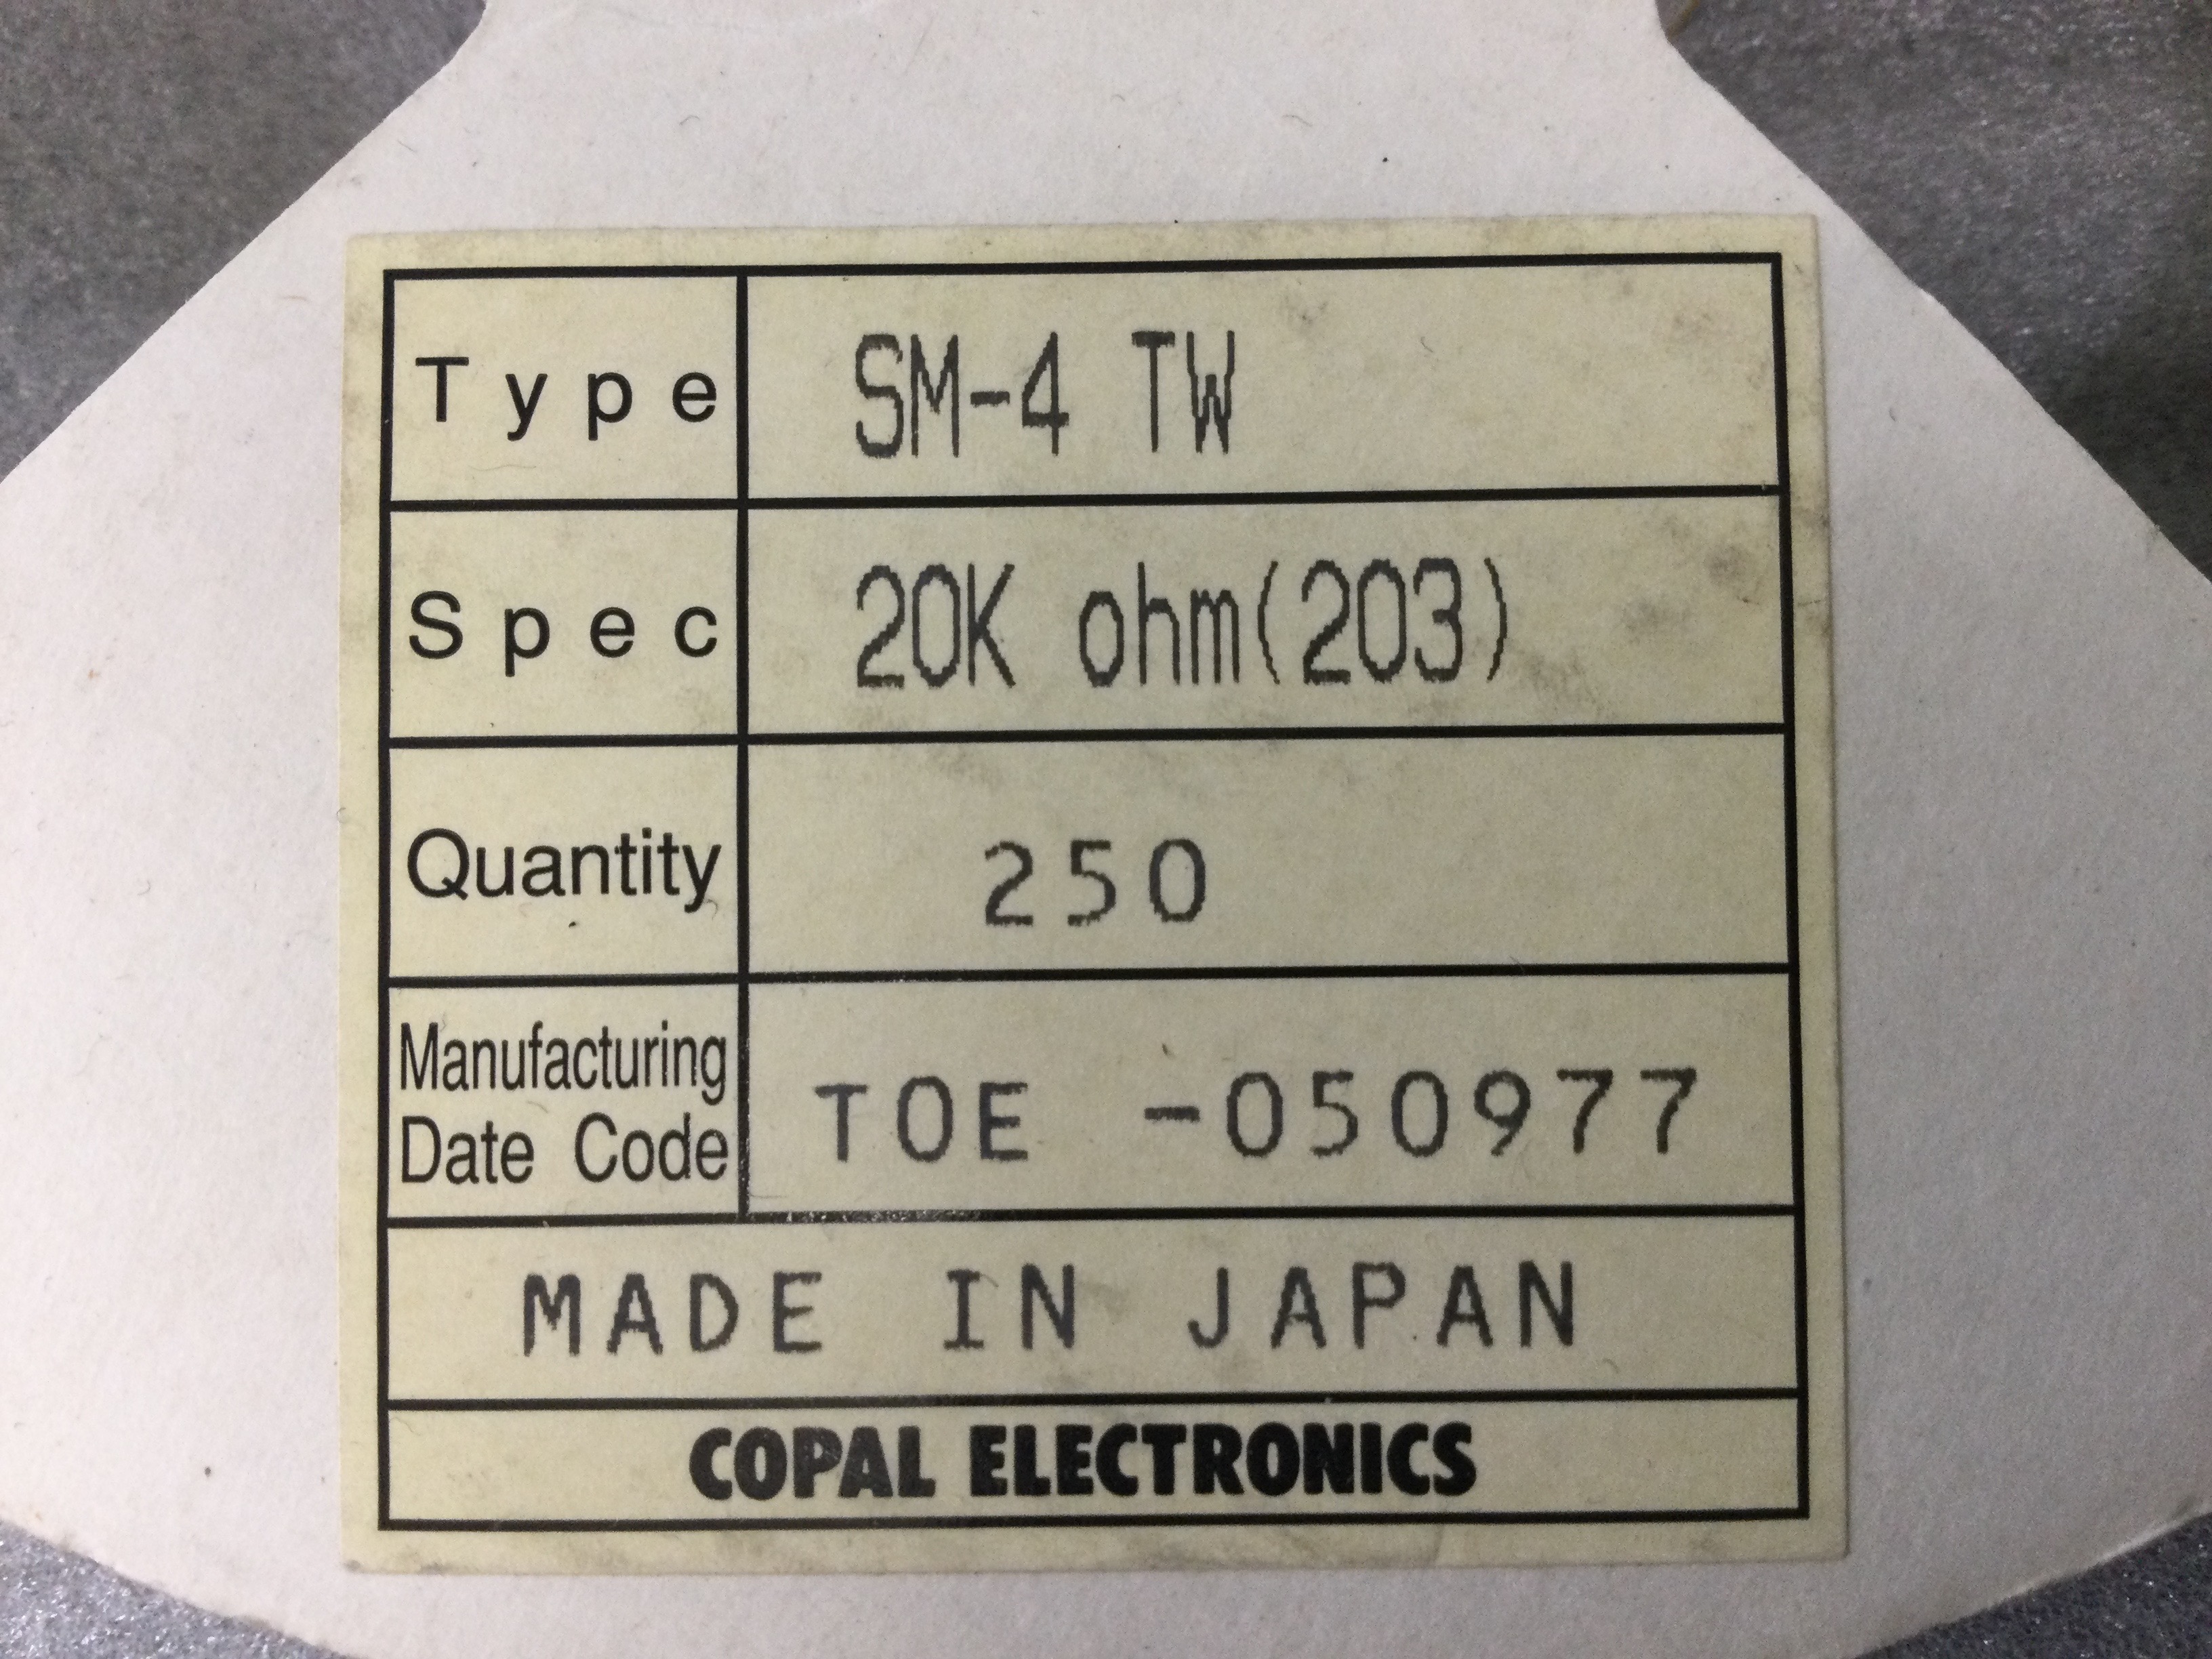 Type SM-4 TW
Spec 20K ohm(203)
Quantity 250
Manufacturing
Date Code TOE -050977
MADE IN JAPAN
COPAL ELECTRONICS